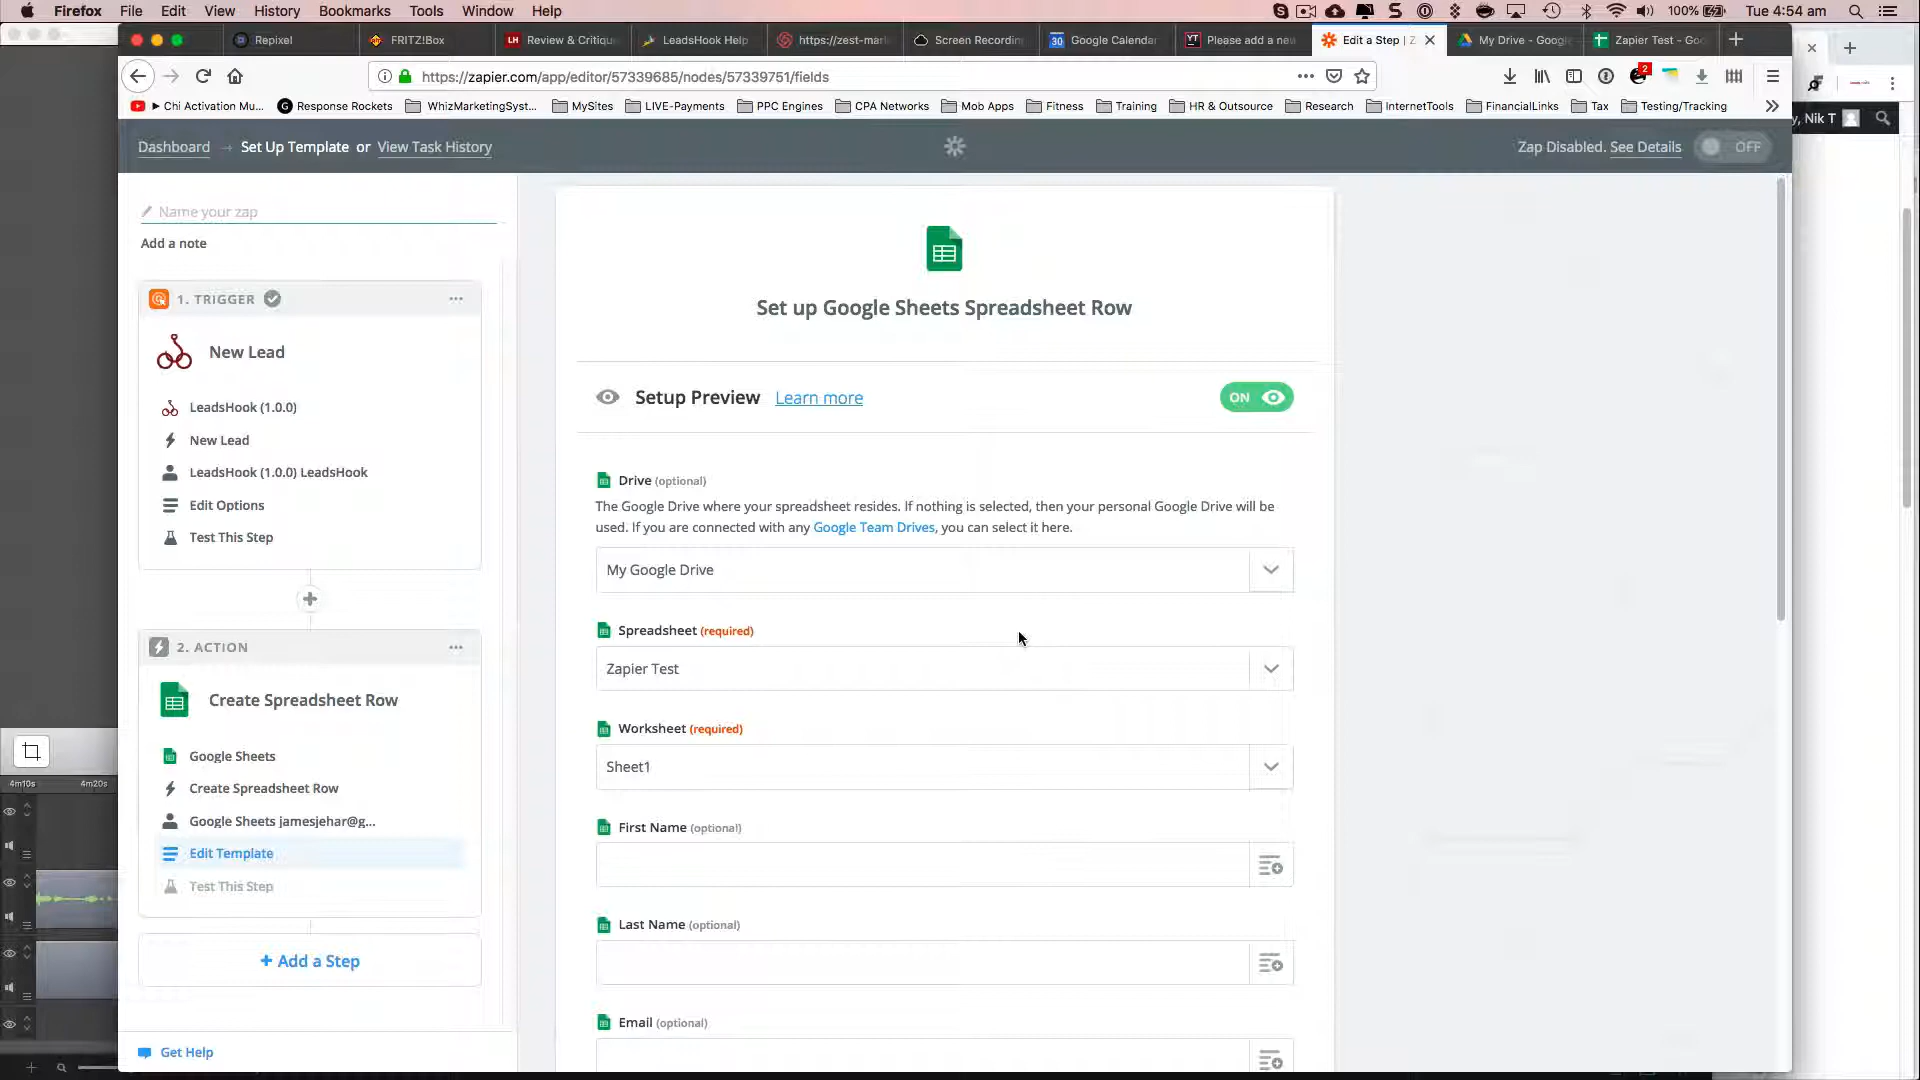 Firefox File Edit View History Bookmarks Tools Window Help 100% Tue 4:54 am
Repixel FRITZ!Box LH Review & Critiqu LeadsHook Help https://zest-mar Screen Recordin 30 Google Calenda YT Please add a new Edit a Step | Z My Drive - Google Zapier Test - Goo
https://zapier.com/app/editor/57339685/nodes/57339751/fields 2
Chi Activation Mu... G Response Rockets WhizMarketingSyst... MySites LIVE-Payments PPC Engines CPA Networks Mob Apps Fitness Training HR & Outsource Research InternetTools FinancialLinks Tax Testing/Tracking
y, Nik T
Dashboard → Set Up Template or View Task History Zap Disabled. See Details OFF
Name your zap
Add a note
1. TRIGGER
New Lead
LeadsHook (1.0.0)
New Lead
LeadsHook (1.0.0) LeadsHook
Edit Options
Test This Step
2. ACTION
Create Spreadsheet Row
Google Sheets
Create Spreadsheet Row
Google Sheets jamesjehar@g...
Edit Template
Test This Step
+ Add a Step
Get Help
Set up Google Sheets Spreadsheet Row
Setup Preview Learn more ON
Drive (optional)
The Google Drive where your spreadsheet resides. If nothing is selected, then your personal Google Drive will be
used. If you are connected with any Google Team Drives, you can select it here.
My Google Drive
Spreadsheet (required)
Zapier Test
Worksheet (required)
Sheet1
First Name (optional)
Last Name (optional)
Email (optional)
4m10s 4m20s